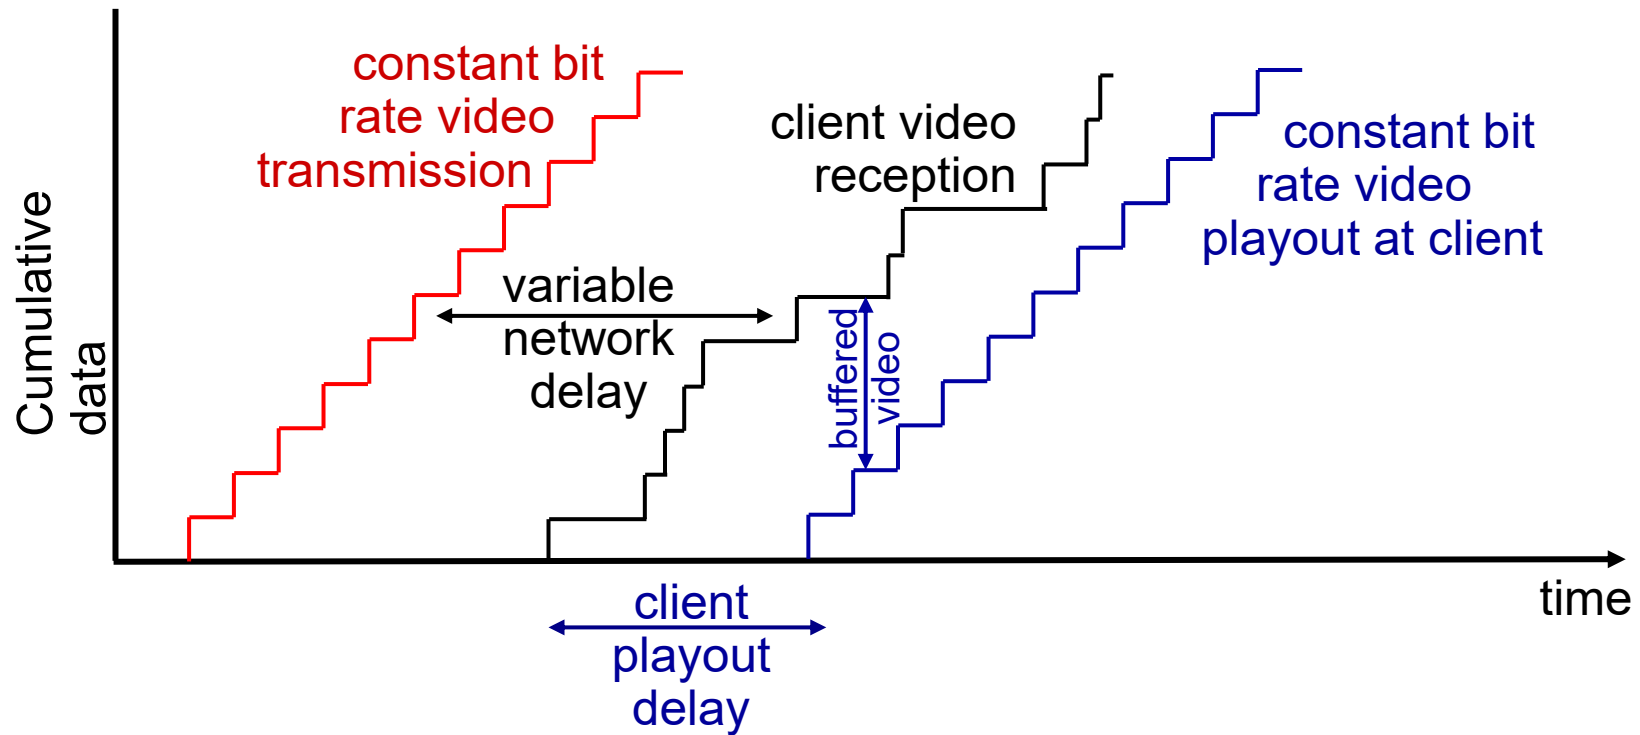 constant bit
rate video
transmission
client video
reception
constant bit
rate video
playout at client
Cumulative
data
variable
network
delay
buffered
video
time
client
playout
delay